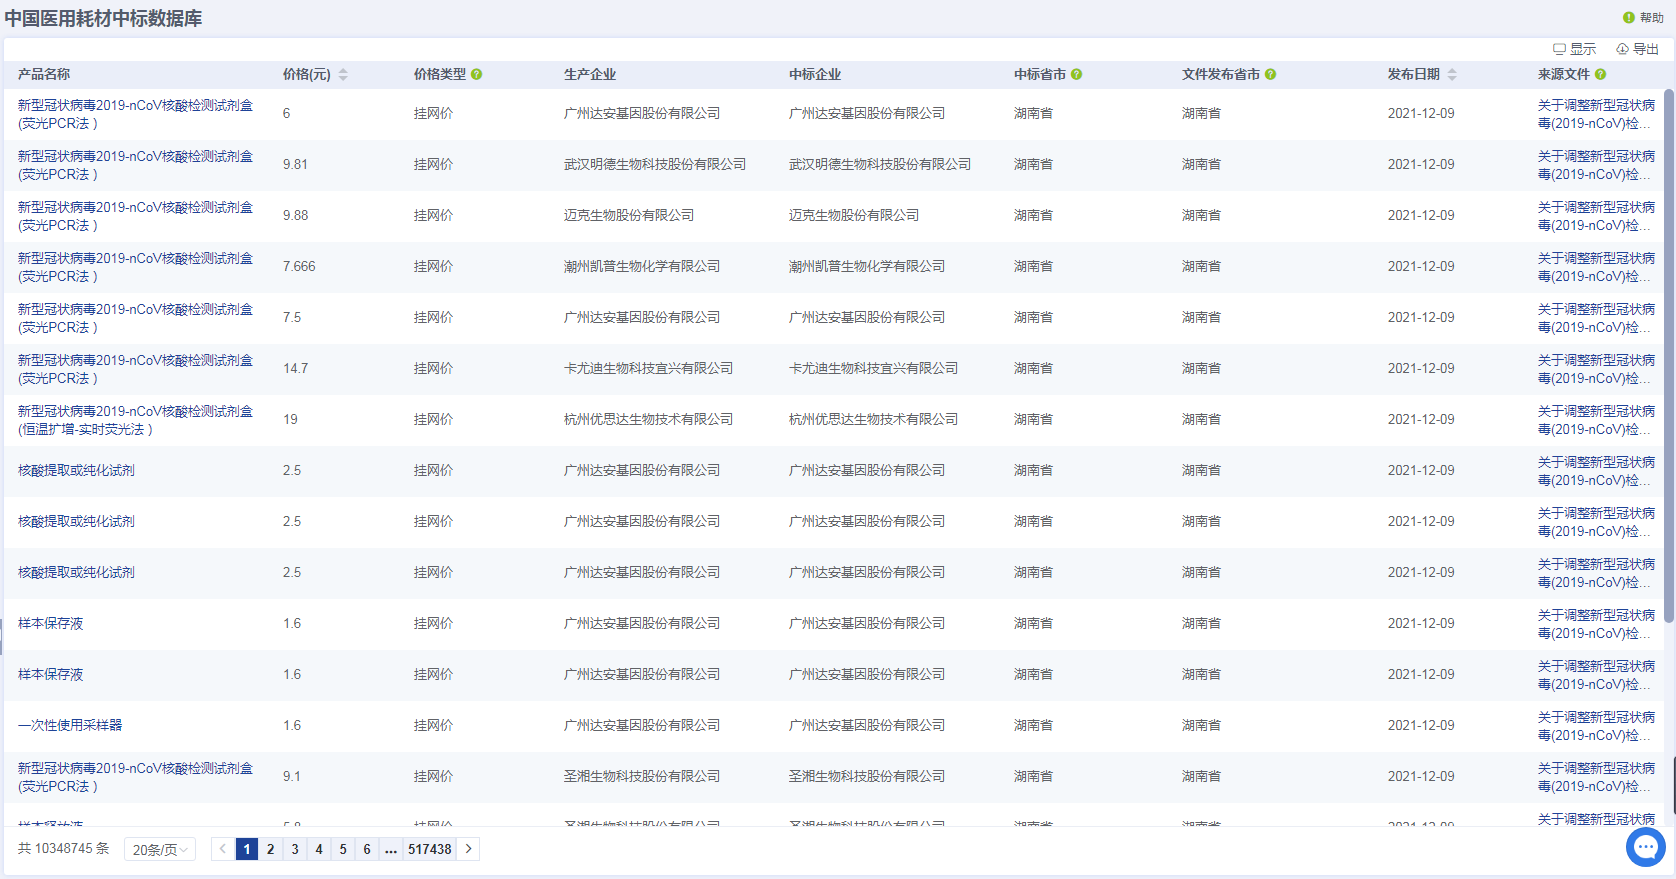 中国医用耗材中标数据库
帮助
显示 导出
产品名称 价格(元) 价格类型 生产企业 中标企业 中标省市 文件发布省市 发布日期 来源文件
新型冠状病毒2019-nCoV核酸检测试剂盒 关于调整新型冠状病
(荧光PCR法 ) 6 挂网价 广州达安基因股份有限公司 广州达安基因股份有限公司 湖南省 湖南省 2021-12-09 毒(2019-nCoV)检...
新型冠状病毒2019-nCoV核酸检测试剂盒 关于调整新型冠状病
(荧光PCR法 ) 9.81 挂网价 武汉明德生物科技股份有限公司 武汉明德生物科技股份有限公司 湖南省 湖南省 2021-12-09 毒(2019-nCoV)检...
新型冠状病毒2019-nCoV核酸检测试剂盒 关于调整新型冠状病
(荧光PCR法 ) 9.88 挂网价 迈克生物股份有限公司 迈克生物股份有限公司 湖南省 湖南省 2021-12-09 毒(2019-nCoV)检...
新型冠状病毒2019-nCoV核酸检测试剂盒 关于调整新型冠状病
(荧光PCR法 ) 7.666 挂网价 潮州凯普生物化学有限公司 潮州凯普生物化学有限公司 湖南省 湖南省 2021-12-09 毒(2019-nCoV)检...
新型冠状病毒2019-nCoV核酸检测试剂盒 关于调整新型冠状病
(荧光PCR法 ) 7.5 挂网价 广州达安基因股份有限公司 广州达安基因股份有限公司 湖南省 湖南省 2021-12-09 毒(2019-nCoV)检...
新型冠状病毒2019-nCoV核酸检测试剂盒 关于调整新型冠状病
(荧光PCR法 ) 14.7 挂网价 卡尤迪生物科技宜兴有限公司 卡尤迪生物科技宜兴有限公司 湖南省 湖南省 2021-12-09 毒(2019-nCoV)检...
新型冠状病毒2019-nCoV核酸检测试剂盒 关于调整新型冠状病
(恒温扩增-实时荧光法 ) 19 挂网价 杭州优思达生物技术有限公司 杭州优思达生物技术有限公司 湖南省 湖南省 2021-12-09 毒(2019-nCoV)检...
核酸提取或纯化试剂 2.5 挂网价 广州达安基因股份有限公司 广州达安基因股份有限公司 湖南省 湖南省 2021-12-09 关于调整新型冠状病
毒(2019-nCoV)检...
核酸提取或纯化试剂 2.5 挂网价 广州达安基因股份有限公司 广州达安基因股份有限公司 湖南省 湖南省 2021-12-09 关于调整新型冠状病
毒(2019-nCoV)检...
核酸提取或纯化试剂 2.5 挂网价 广州达安基因股份有限公司 广州达安基因股份有限公司 湖南省 湖南省 2021-12-09 关于调整新型冠状病
毒(2019-nCoV)检...
样本保存液 1.6 挂网价 广州达安基因股份有限公司 广州达安基因股份有限公司 湖南省 湖南省 2021-12-09 关于调整新型冠状病
毒(2019-nCoV)检...
样本保存液 1.6 挂网价 广州达安基因股份有限公司 广州达安基因股份有限公司 湖南省 湖南省 2021-12-09 关于调整新型冠状病
毒(2019-nCoV)检...
一次性使用采样器 1.6 挂网价 广州达安基因股份有限公司 广州达安基因股份有限公司 湖南省 湖南省 2021-12-09 关于调整新型冠状病
毒(2019-nCoV)检...
新型冠状病毒2019-nCoV核酸检测试剂盒 关于调整新型冠状病
(荧光PCR法 ) 9.1 挂网价 圣湘生物科技股份有限公司 圣湘生物科技股份有限公司 湖南省 湖南省 2021-12-09 毒(2019-nCoV)检...
挂网价 圣湘生物科技股份有限公司 圣湘生物科技股份有限公司 湖南省 湖南省 2021-12-09 关于调整新型冠状病
共 10348745 条 20条/页 1 2 3 4 5 6 ... 517438